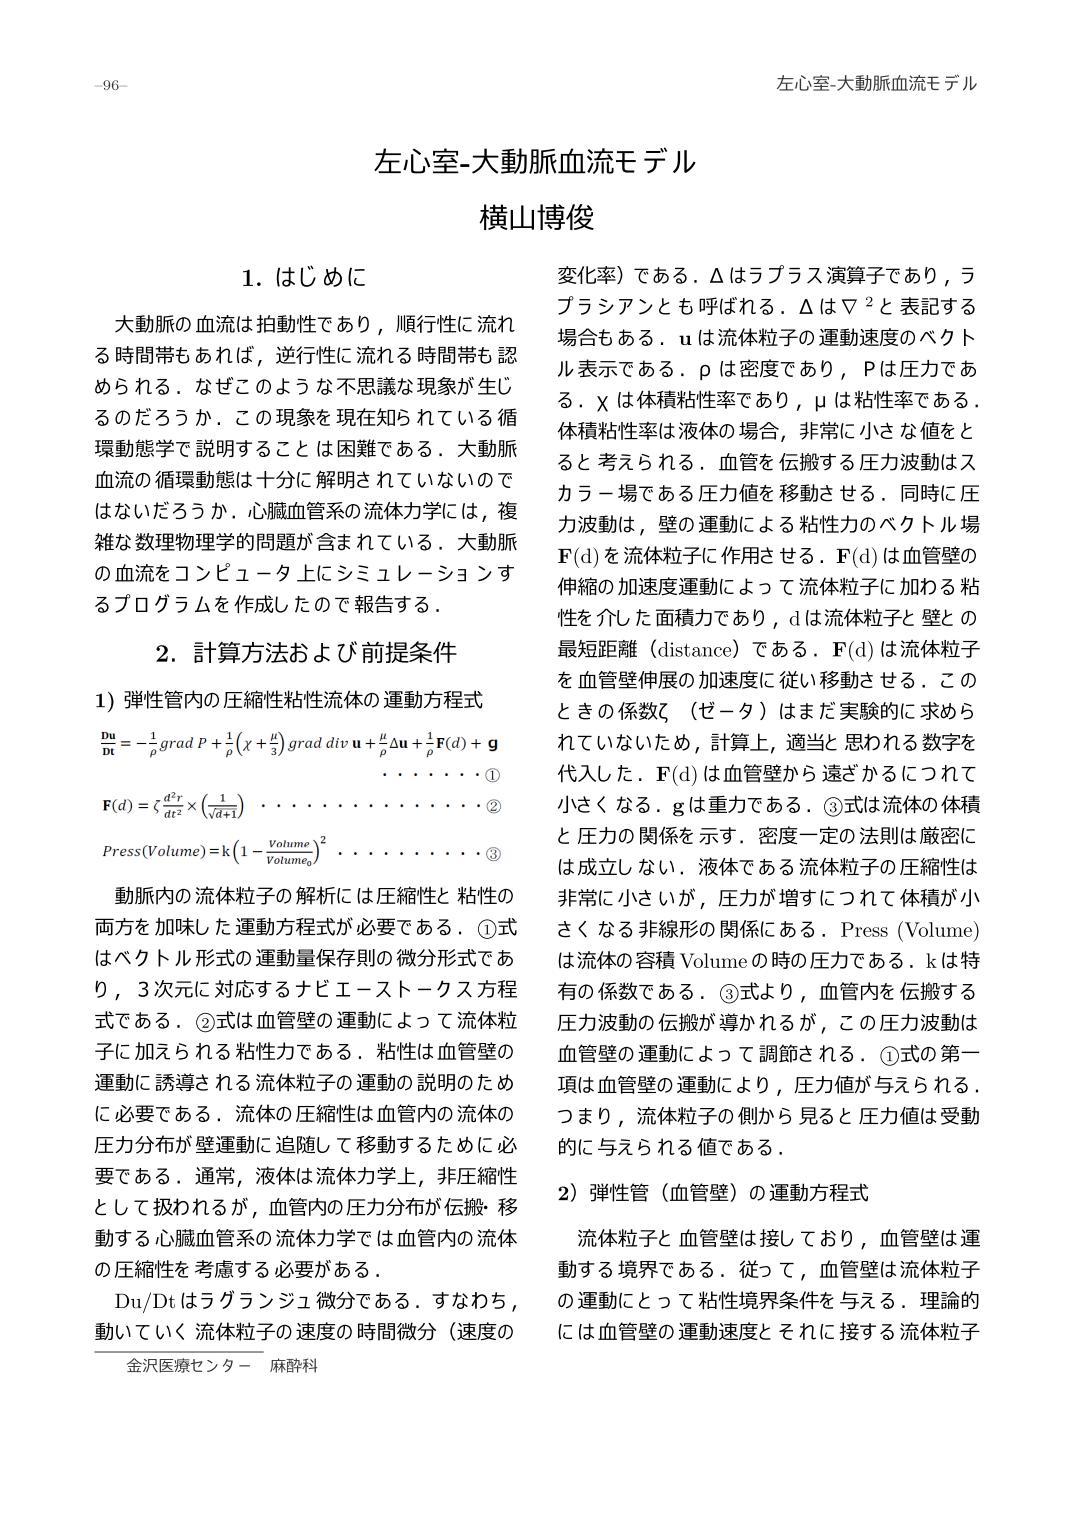 –96–
左心室-大動脈血流モデル
左心室-大動脈血流モデル
横山博俊
1. はじめに
大動脈の血流は拍動性であり，順行性に流れ
る時間帯もあれば，逆行性に流れる時間帯も認
められる．なぜこのような不思議な現象が生じ
るのだろうか．この現象を現在知られている循
環動態学で説明することは困難である．大動脈
血流の循環動態は十分に解明されていないので
はないだろうか．心臓血管系の流体力学には，複
雑な数理物理学的問題が含まれている．大動脈
の血流をコンピュータ上にシミュレーションす
るプログラムを作成したので報告する．
2. 計算方法および前提条件
1) 弾性管内の圧縮性粘性流体の運動方程式
Du/Dt = −1/ρ grad P + 1/ρ (χ + μ/3) grad div u + μ/ρ Δu + 1/ρ F(d) + g
・・・・・・・①
F(d) = ζ d²r/dt² × (1/√d+1) ・・・・・・・・・・・・・・・②
Press(Volume) = k (1 − Volume/Volume₀)² ・・・・・・・・・・③
動脈内の流体粒子の解析には圧縮性と粘性の
両方を加味した運動方程式が必要である．①式
はベクトル形式の運動量保存則の微分形式であ
り，３次元に対応するナビエーストークス方程
式である．②式は血管壁の運動によって流体粒
子に加えられる粘性力である．粘性は血管壁の
運動に誘導される流体粒子の運動の説明のため
に必要である．流体の圧縮性は血管内の流体の
圧力分布が壁運動に追随して移動するために必
要である．通常，液体は流体力学上，非圧縮性
として扱われるが，血管内の圧力分布が伝搬・移
動する心臓血管系の流体力学では血管内の流体
の圧縮性を考慮する必要がある．
Du/Dtはラグランジュ微分である．すなわち，
動いていく流体粒子の速度の時間微分（速度の
金沢医療センター　麻酔科
変化率）である．Δはラプラス演算子であり，ラ
プラシアンとも呼ばれる．Δは▽²と表記する
場合もある．uは流体粒子の運動速度のベクト
ル表示である．ρは密度であり，Pは圧力であ
る．χは体積粘性率であり，μは粘性率である．
体積粘性率は液体の場合，非常に小さな値をと
ると考えられる．血管を伝搬する圧力波動はス
カラー場である圧力値を移動させる．同時に圧
力波動は，壁の運動による粘性力のベクトル場
F(d)を流体粒子に作用させる．F(d)は血管壁の
伸縮の加速度運動によって流体粒子に加わる粘
性を介した面積力であり，dは流体粒子と壁との
最短距離（distance）である．F(d)は流体粒子
を血管壁伸展の加速度に従い移動させる．この
ときの係数ζ（ゼータ）はまだ実験的に求めら
れていないため，計算上，適当と思われる数字を
代入した．F(d)は血管壁から遠ざかるにつれて
小さくなる．gは重力である．③式は流体の体積
と圧力の関係を示す．密度一定の法則は厳密に
は成立しない．液体である流体粒子の圧縮性は
非常に小さいが，圧力が増すにつれて体積が小
さくなる非線形の関係にある．Press (Volume)
は流体の容積Volumeの時の圧力である．kは特
有の係数である．③式より，血管内を伝搬する
圧力波動の伝搬が導かれるが，この圧力波動は
血管壁の運動によって調節される．①式の第一
項は血管壁の運動により，圧力値が与えられる．
つまり，流体粒子の側から見ると圧力値は受動
的に与えられる値である．
2）弾性管（血管壁）の運動方程式
流体粒子と血管壁は接しており，血管壁は運
動する境界である．従って，血管壁は流体粒子
の運動にとって粘性境界条件を与える．理論的
には血管壁の運動速度とそれに接する流体粒子